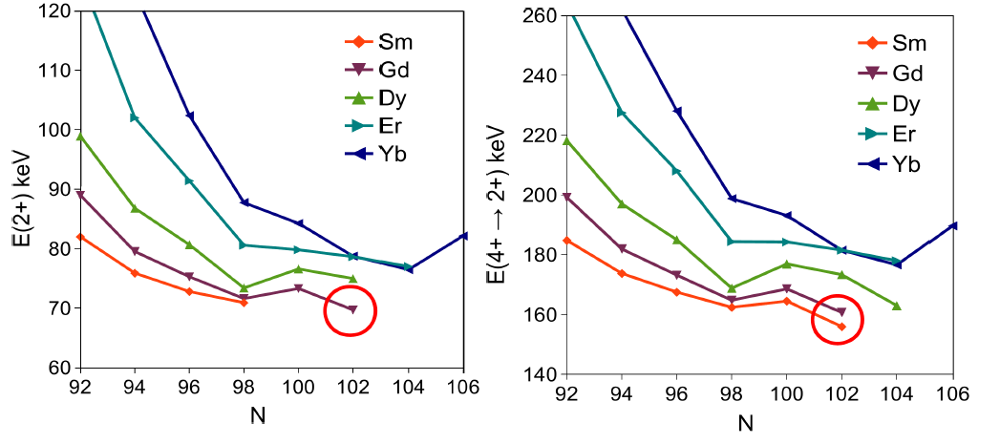 E(2+) keV
120
110
100
90
80
70
60
92 94 96 98 100 102 104 106
N
Sm
Gd
Dy
Er
Yb
E(4+ → 2+) keV
260
240
220
200
180
160
140
92 94 96 98 100 102 104 106
N
Sm
Gd
Dy
Er
Yb